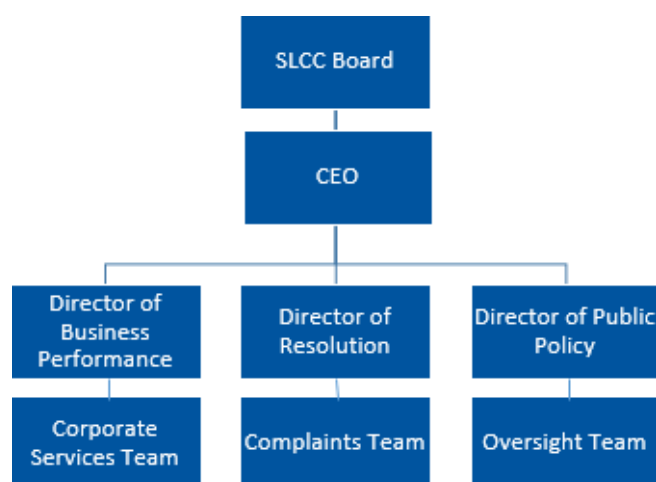 SLCC Board
CEO
Director of
Business
Performance
Director of
Resolution
Director of Public
Policy
Corporate
Services Team
Complaints Team
Oversight Team